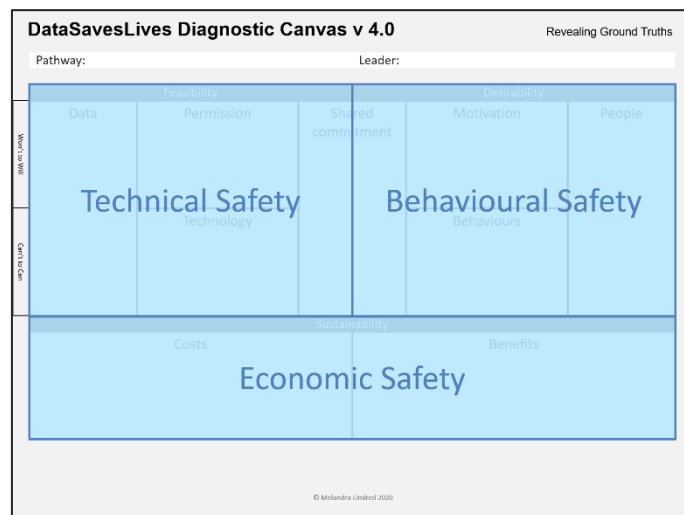 DataSavesLives Diagnostic Canvas v 4.0
Revealing Ground Truths
Pathway:
Leader:
Feasibility
Desirability
Data
Permission
Shared
commitment
Motivation
People
Won't to Will
Technical Safety
Behavioural Safety
Technology
Behaviours
Can't to Can
Sustainability
Costs
Benefits
Economic Safety
© Melandra Limited 2020